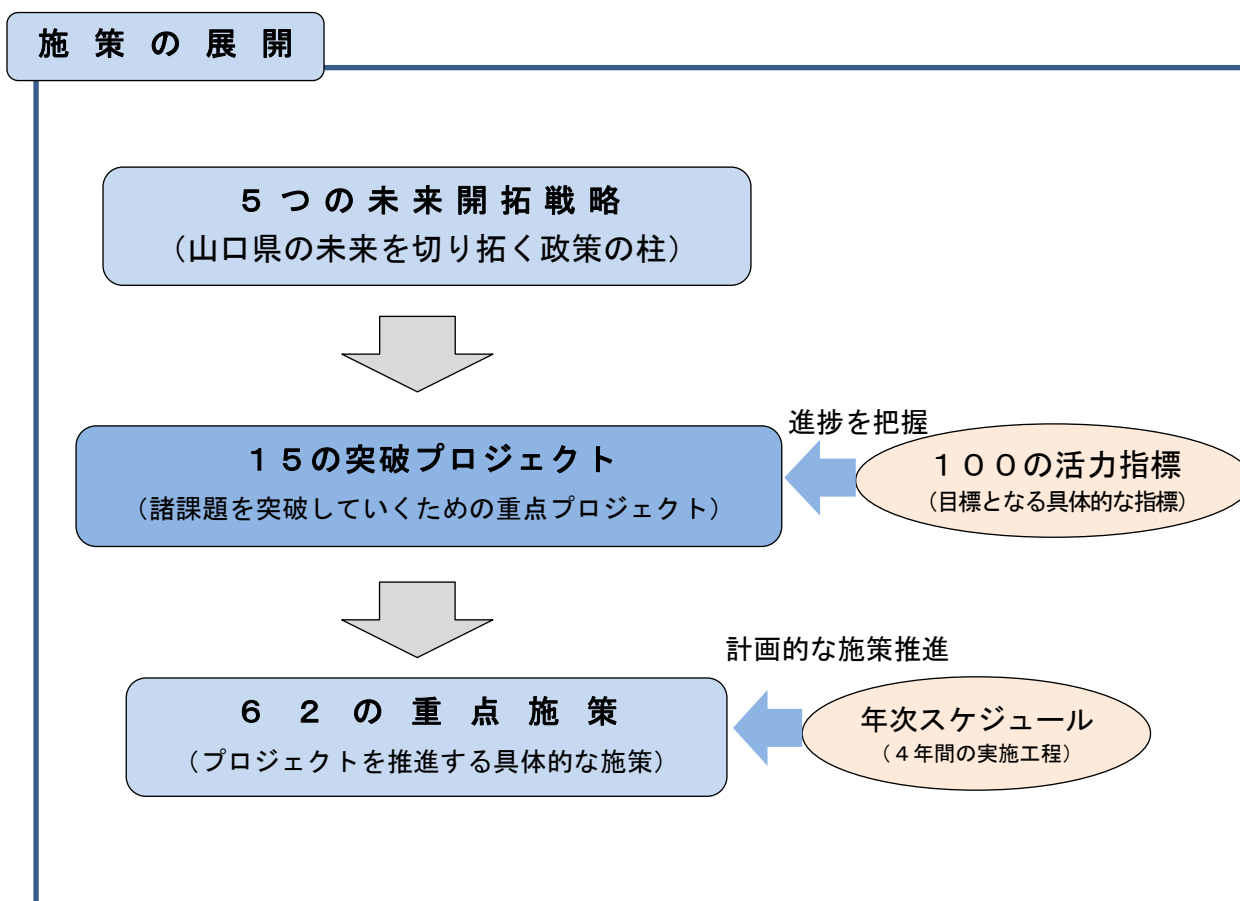 施策の展開
５つの未来開拓戦略
（山口県の未来を切り拓く政策の柱）
進捗を把握
１５の突破プロジェクト
（諸課題を突破していくための重点プロジェクト）
１００の活力指標
（目標となる具体的な指標）
計画的な施策推進
６２の重点施策
（プロジェクトを推進する具体的な施策）
年次スケジュール
（４年間の実施工程）